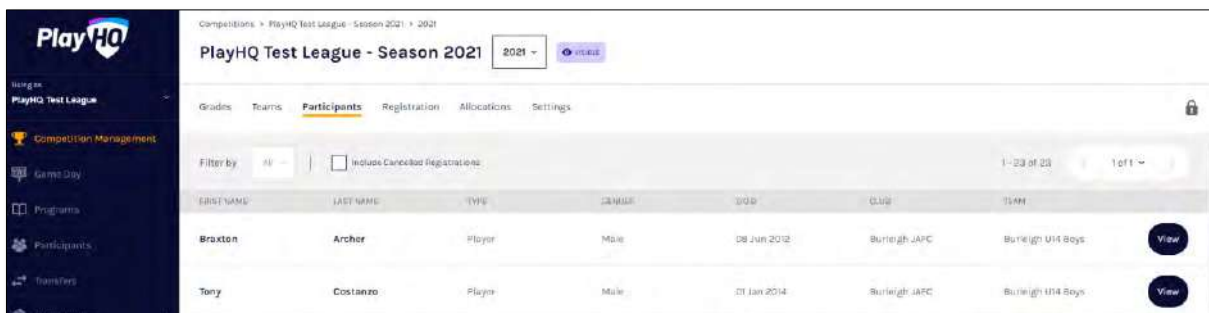 PlayHQ
Using as
PlayHQ Test League
Competition Management
Game Day
Programs
Participants
Transfers
Competitions > PlayHQ Test League - Season 2021 > 2021
PlayHQ Test League - Season 2021
2021
VISIBLE
Grades Teams Participants Registration Allocations Settings
Filter by All Include Cancelled Registrations 1-23 of 23 1 of 1
FIRST NAME LAST NAME TYPE GENDER DOB CLUB TEAM
Braxton Archer Player Male 08 Jun 2012 Burleigh JAFC Burleigh U14 Boys View
Tony Costanzo Player Male 01 Jan 2014 Burleigh JAFC Burleigh U14 Boys View